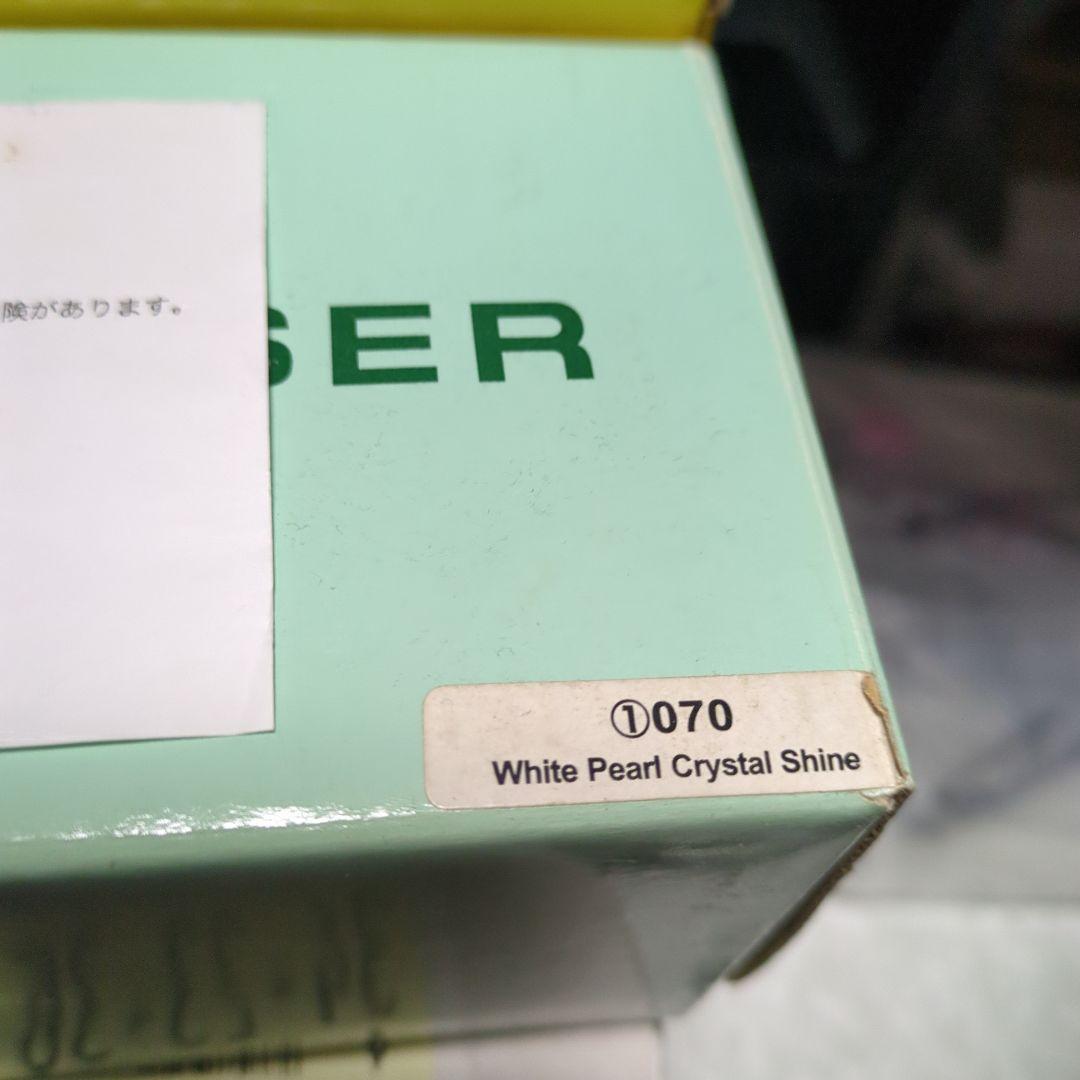 険があります。
SER
①070
White Pearl Crystal Shine